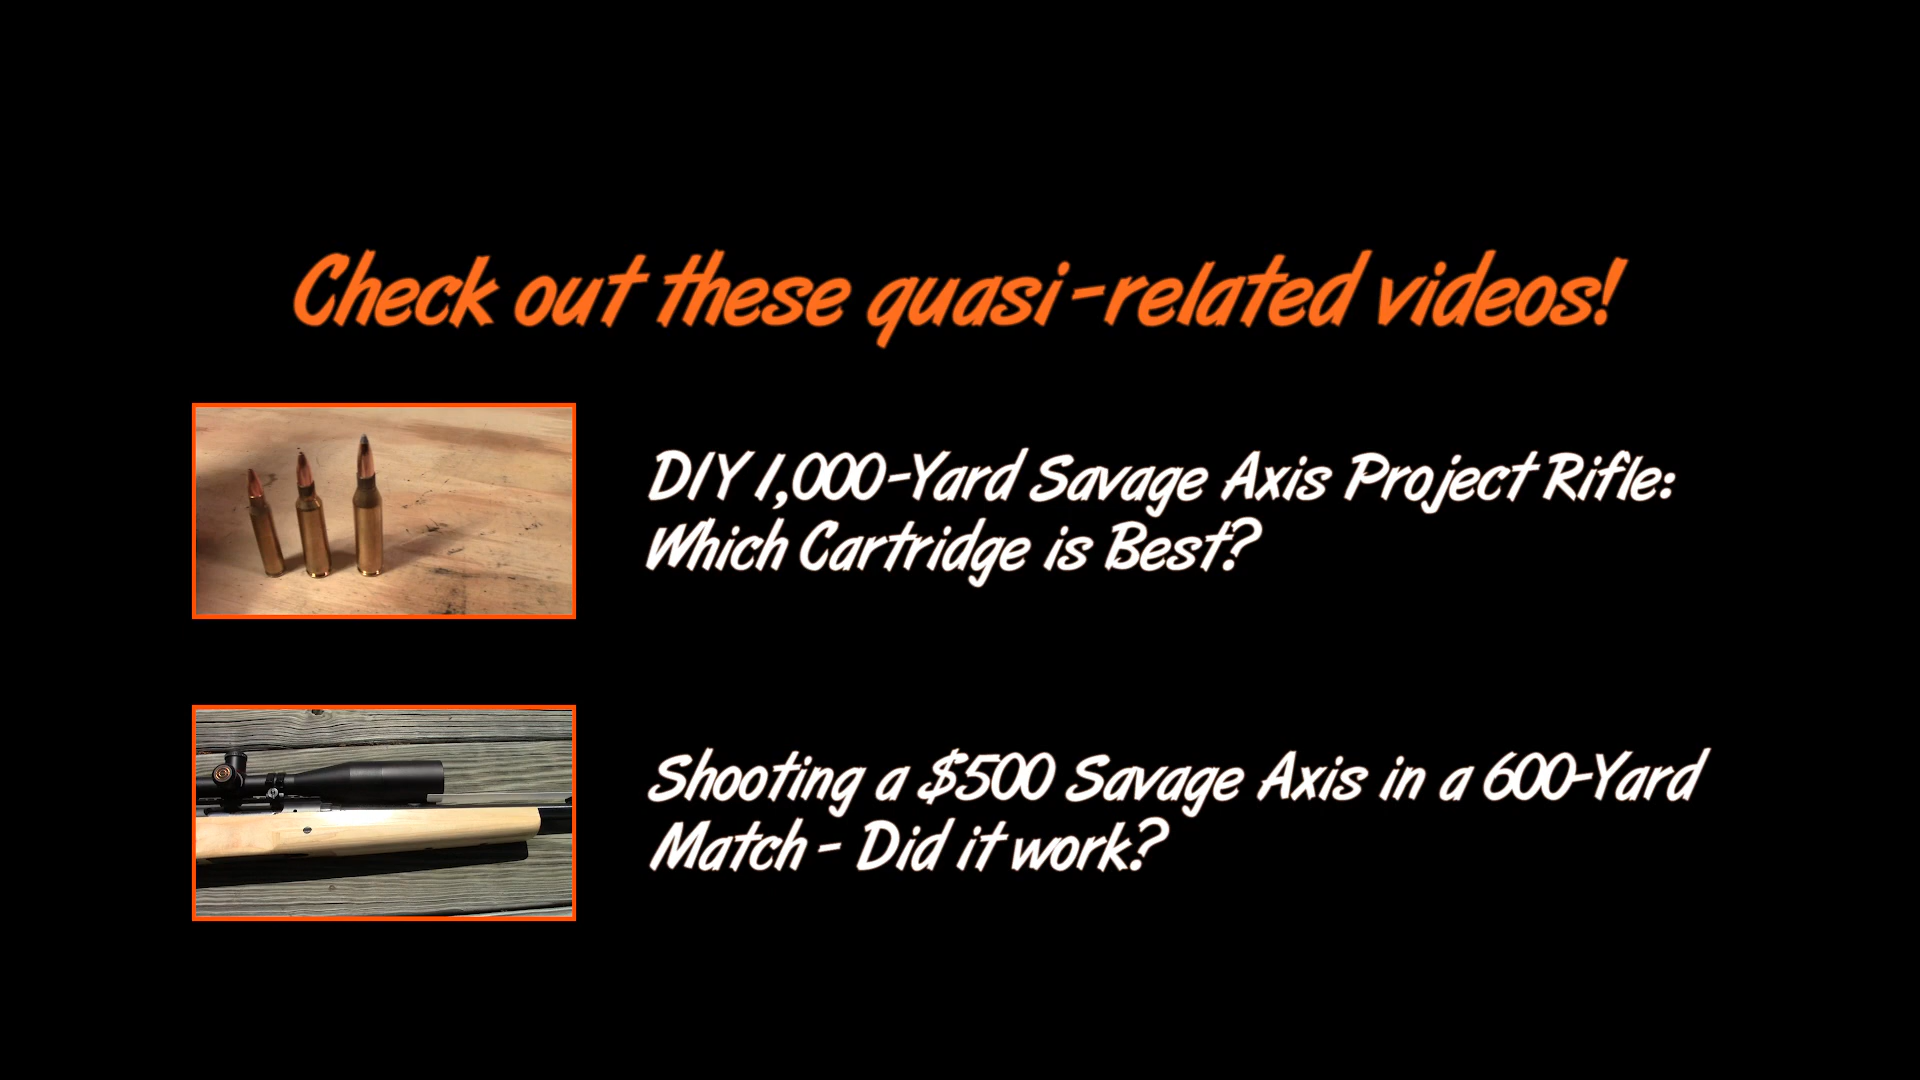 Check out these quasi-related videos!
DIY 1,000-Yard Savage Axis Project Rifle:
Which Cartridge is Best?
Shooting a $500 Savage Axis in a 600-Yard
Match - Did it work?